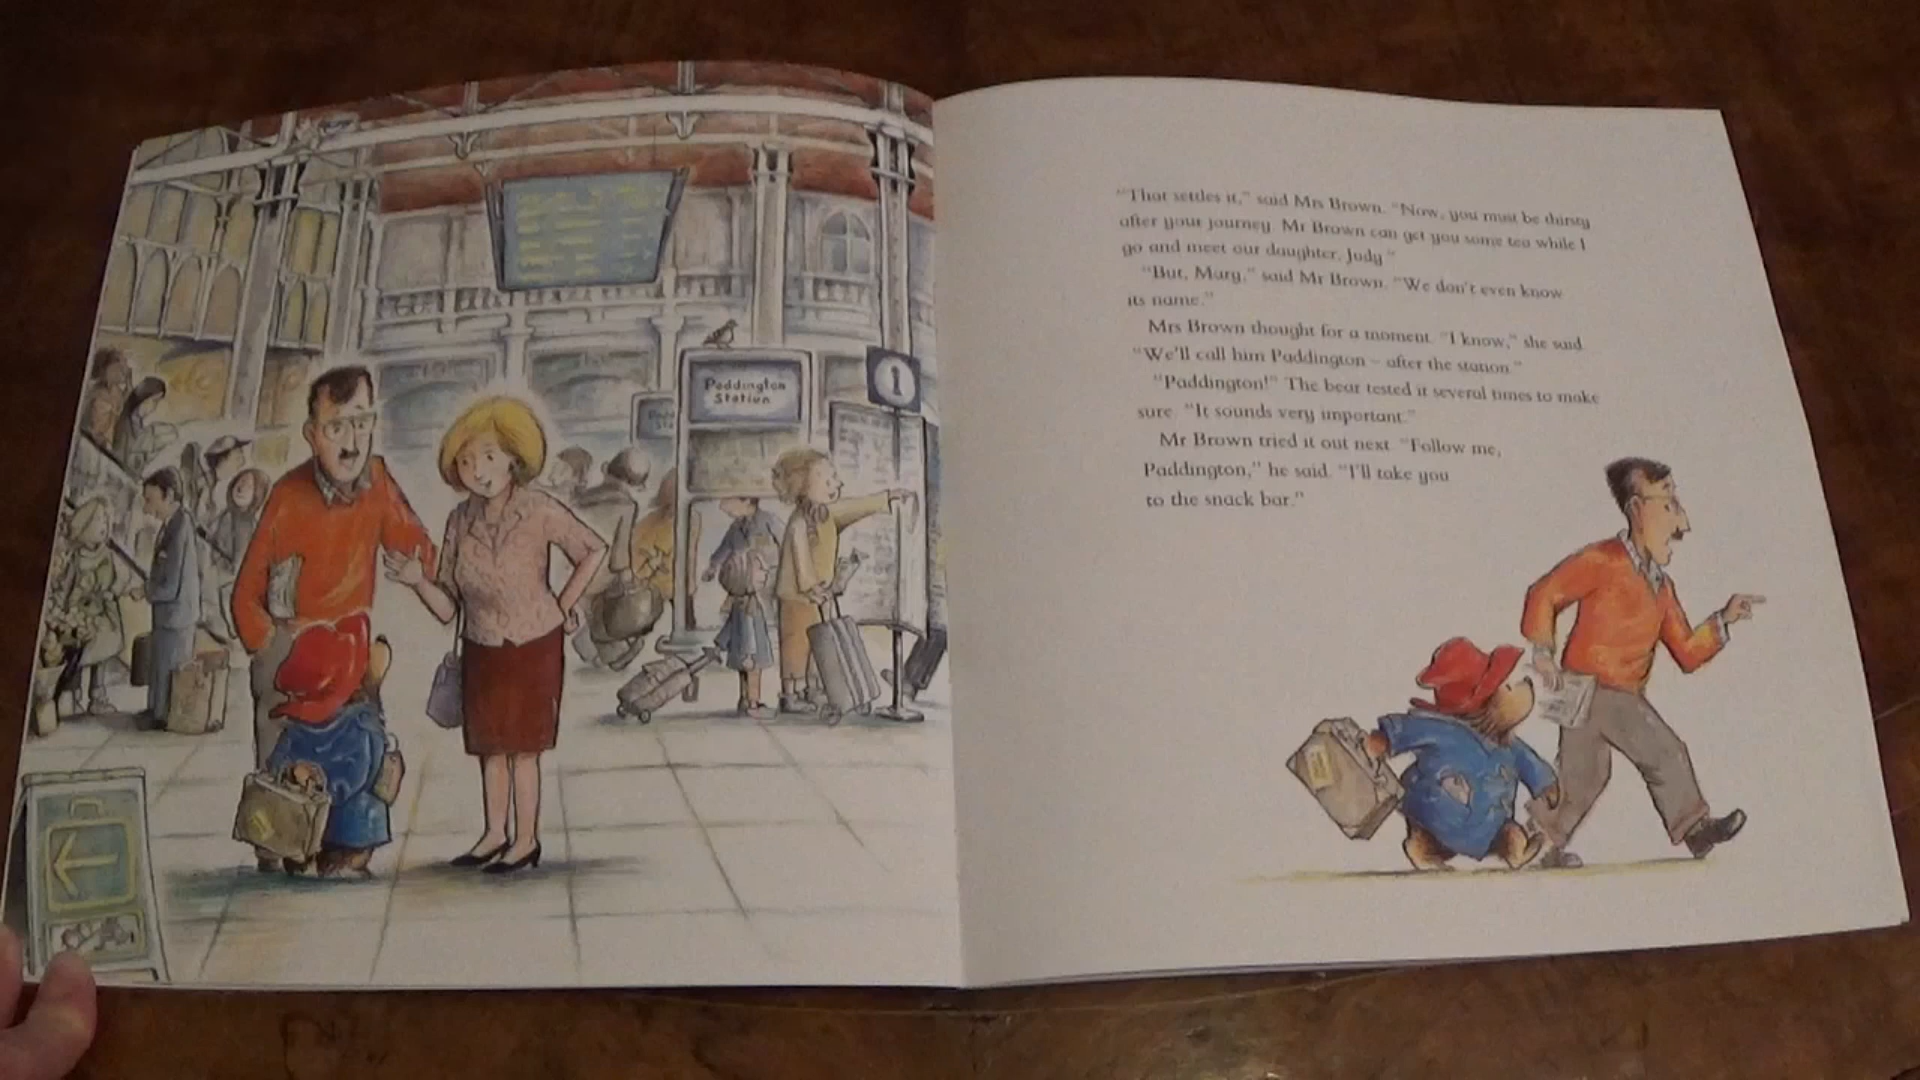 Paddington
Station
1
"That settles it," said Mrs Brown. "Now, you must be thirsty
after your journey. Mr Brown can get you some tea while I
go and meet our daughter, Judy."
"But, Mary," said Mr Brown. "We don't even know
its name."
Mrs Brown thought for a moment. "I know," she said.
"We'll call him Paddington – after the station."
"Paddington!" The bear tested it several times to make
sure. "It sounds very important."
Mr Brown tried it out next. "Follow me,
Paddington," he said. "I'll take you
to the snack bar."